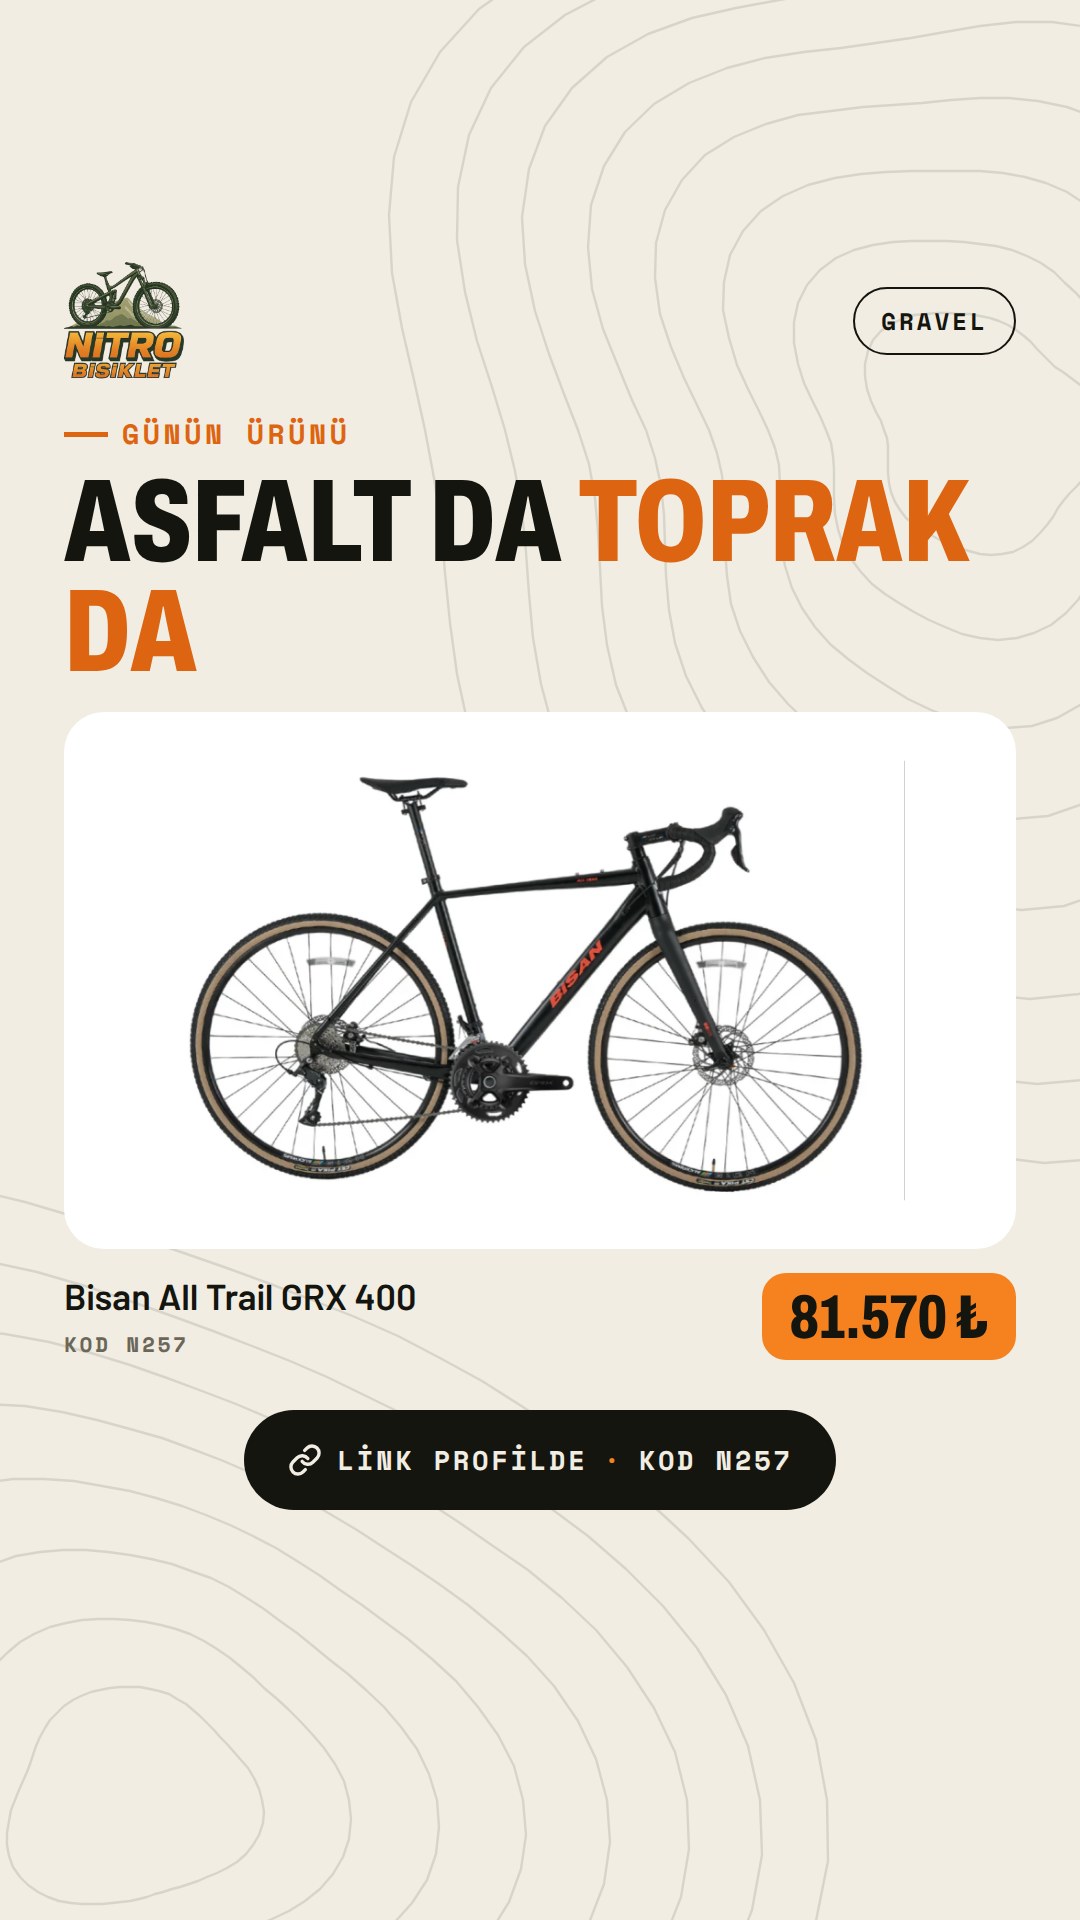 NiTRO
BiSiKLET
GRAVEL
GÜNÜN ÜRÜNÜ
ASFALT DA TOPRAK
DA
BISAN
Bisan All Trail GRX 400
KOD N257
81.570 ₺
LİNK PROFİLDE · KOD N257